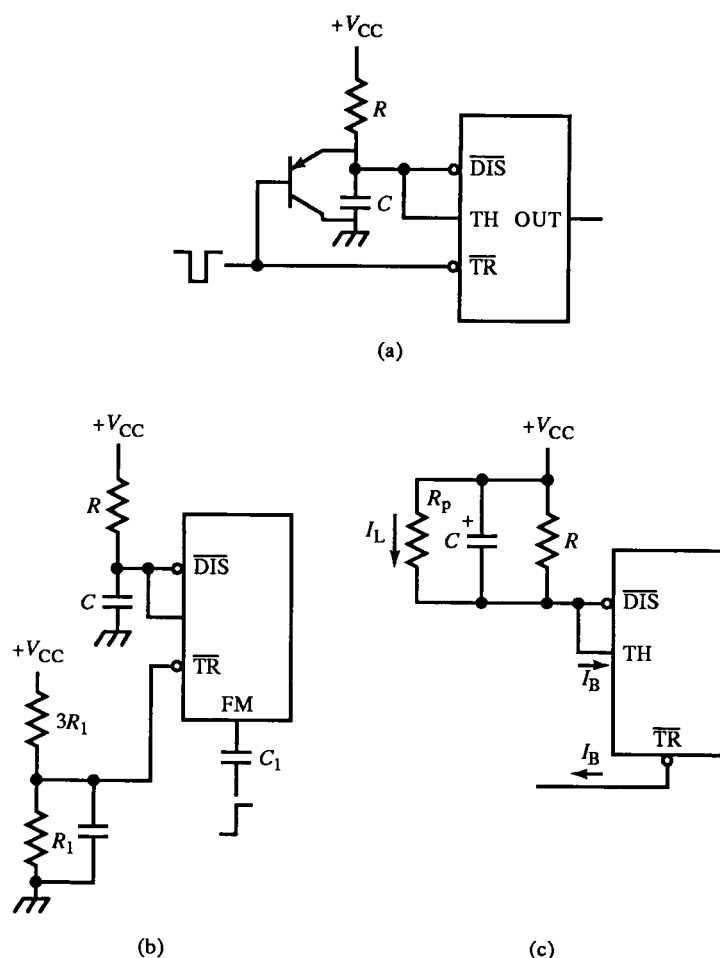 +VCC
R
DIS
C
TH OUT
TR
(a)
+VCC
R
DIS
C
TR
+VCC
FM
3R1
C1
R1
(b)
+VCC
Rp
IL
+
C
R
DIS
TH
IB
TR
IB
(c)